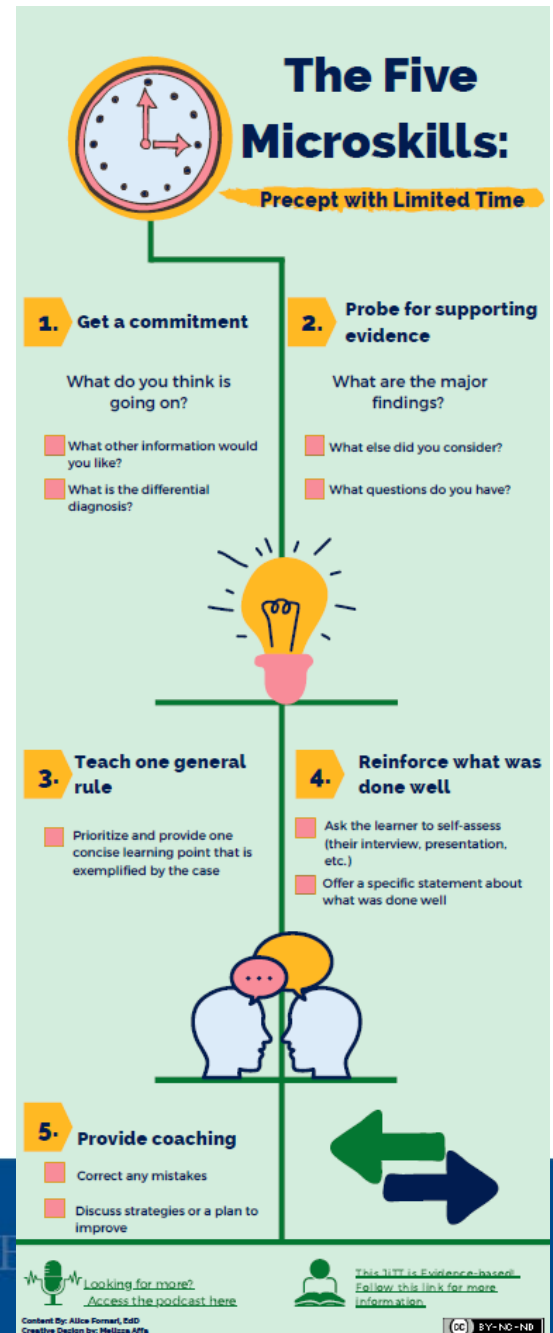 The Five
Microskills:
Precept with Limited Time
1. Get a commitment
What do you think is
going on?
What other information would
you like?
What is the differential
diagnosis?
2. Probe for supporting
evidence
What are the major
findings?
What else did you consider?
What questions do you have?
3. Teach one general
rule
Prioritize and provide one
concise learning point that is
exemplified by the case
4. Reinforce what was
done well
Ask the learner to self-assess
(their interview, presentation,
etc.)
Offer a specific statement about
what was done well
5. Provide coaching
Correct any mistakes
Discuss strategies or a plan to
improve
Looking for more?
Access the podcast here
This JiTT is Evidence-based!
Follow this link for more
information
Content By: Alice Fornari, EdD
Creative Design by: Melissa Affa
CC BY-NC-ND